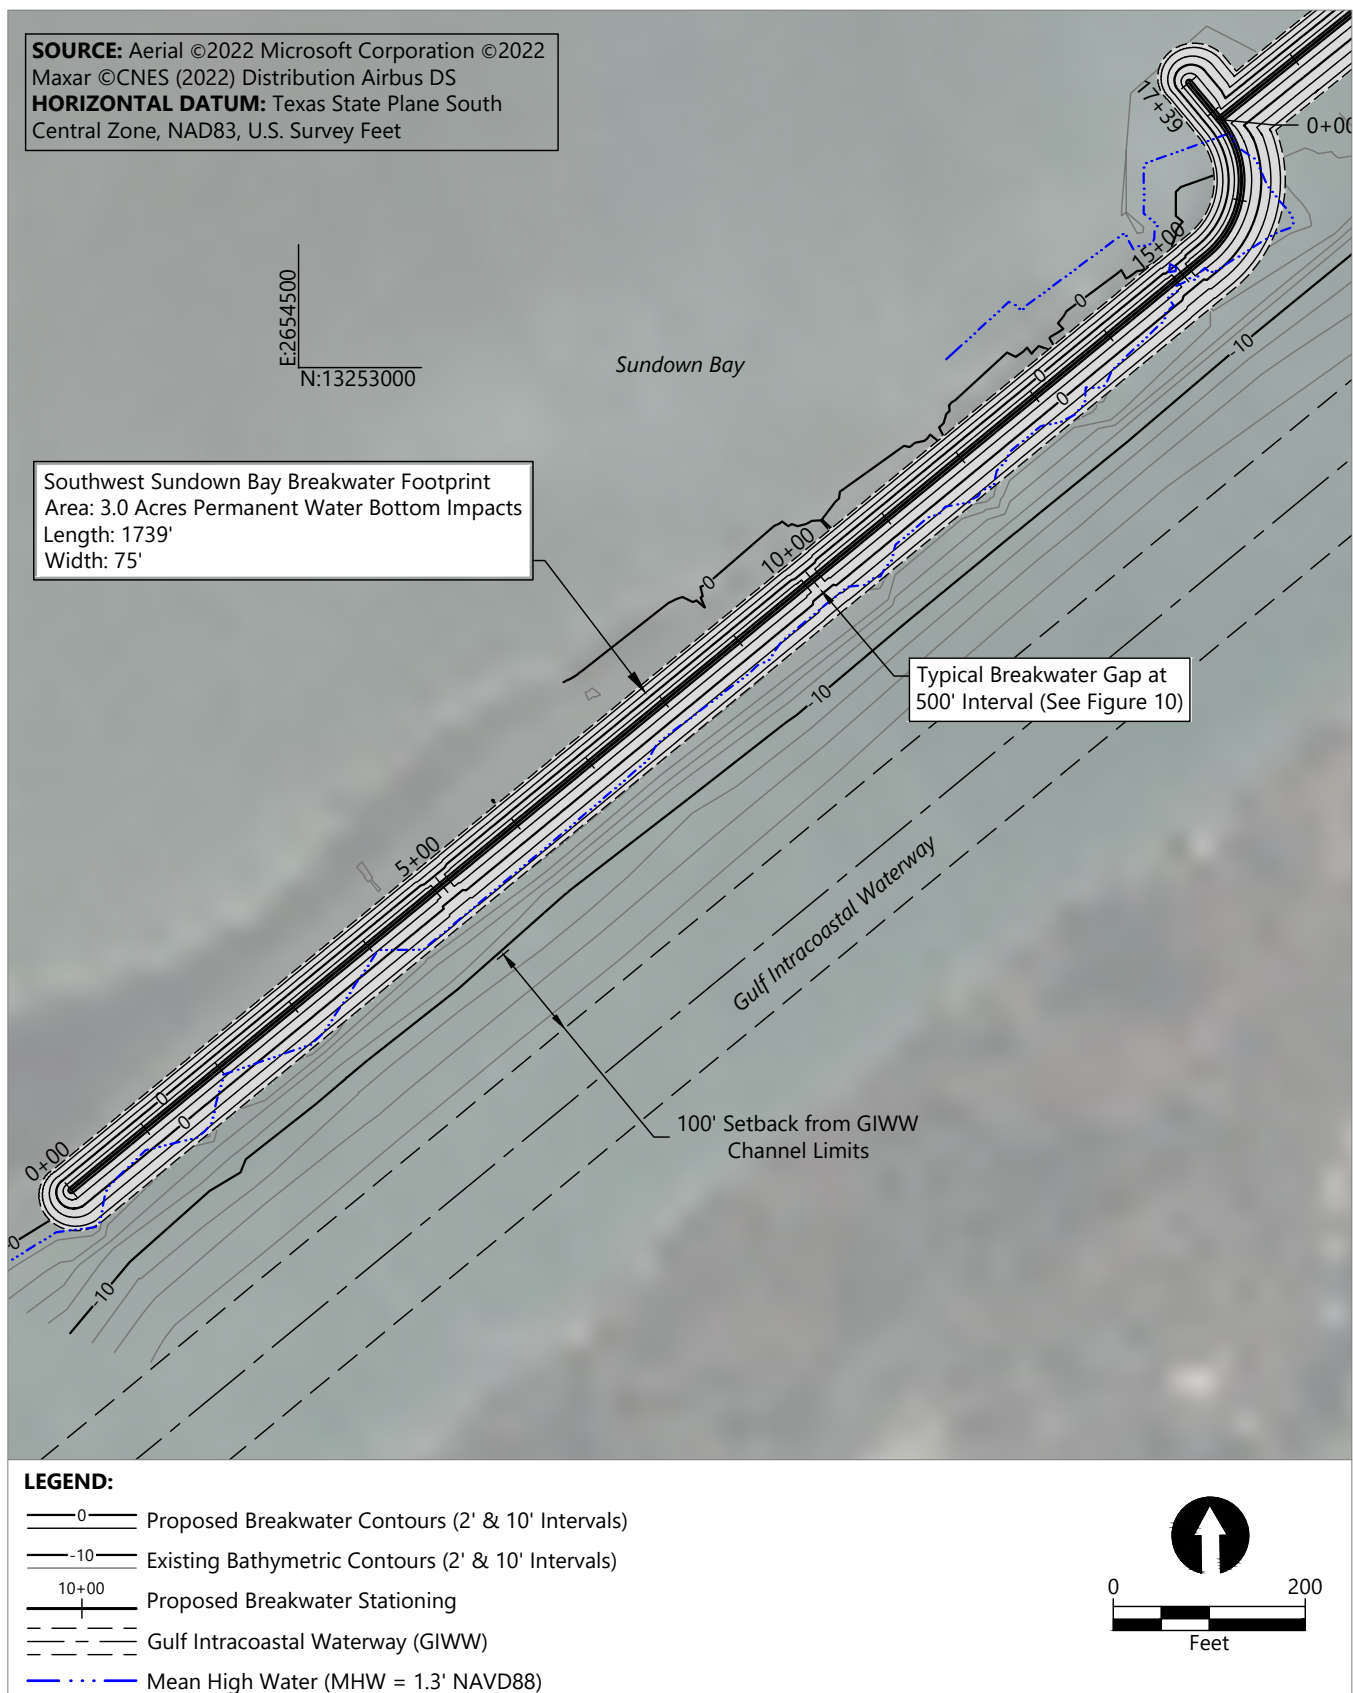 SOURCE: Aerial ©2022 Microsoft Corporation ©2022
Maxar ©CNES (2022) Distribution Airbus DS
HORIZONTAL DATUM: Texas State Plane South
Central Zone, NAD83, U.S. Survey Feet
17+39
0+00
15+00
E:2654500
N:13253000
Sundown Bay
0
-10
0
0
Southwest Sundown Bay Breakwater Footprint
Area: 3.0 Acres Permanent Water Bottom Impacts
Length: 1739'
Width: 75'
10+00
0
Typical Breakwater Gap at
500' Interval (See Figure 10)
-10
5+00
Gulf Intracoastal Waterway
0
0
100' Setback from GIWW
Channel Limits
0+00
0
-10
LEGEND:
0
Proposed Breakwater Contours (2' & 10' Intervals)
-10
Existing Bathymetric Contours (2' & 10' Intervals)
10+00
Proposed Breakwater Stationing
Gulf Intracoastal Waterway (GIWW)
Mean High Water (MHW = 1.3' NAVD88)
0 200
Feet